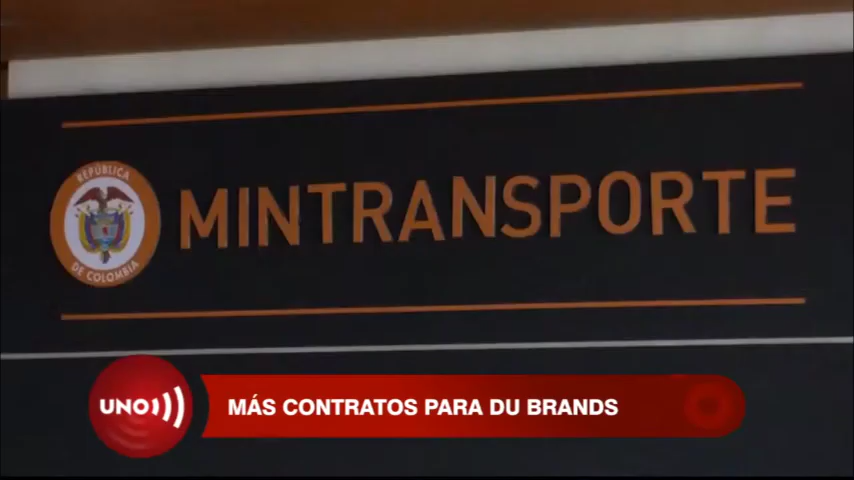 REPÚBLICA
DE COLOMBIA
MINTRANSPORTE
UNO
MÁS CONTRATOS PARA DU BRANDS